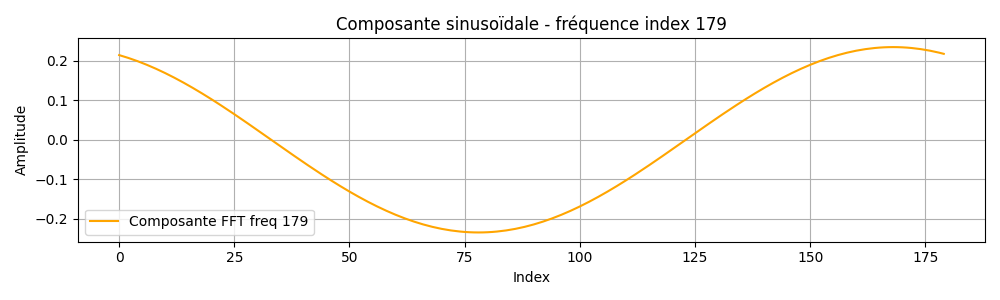 Composante sinusoïdale - fréquence index 179
Amplitude
0.2
0.1
0.0
−0.1
−0.2
Composante FFT freq 179
0 25 50 75 100 125 150 175
Index